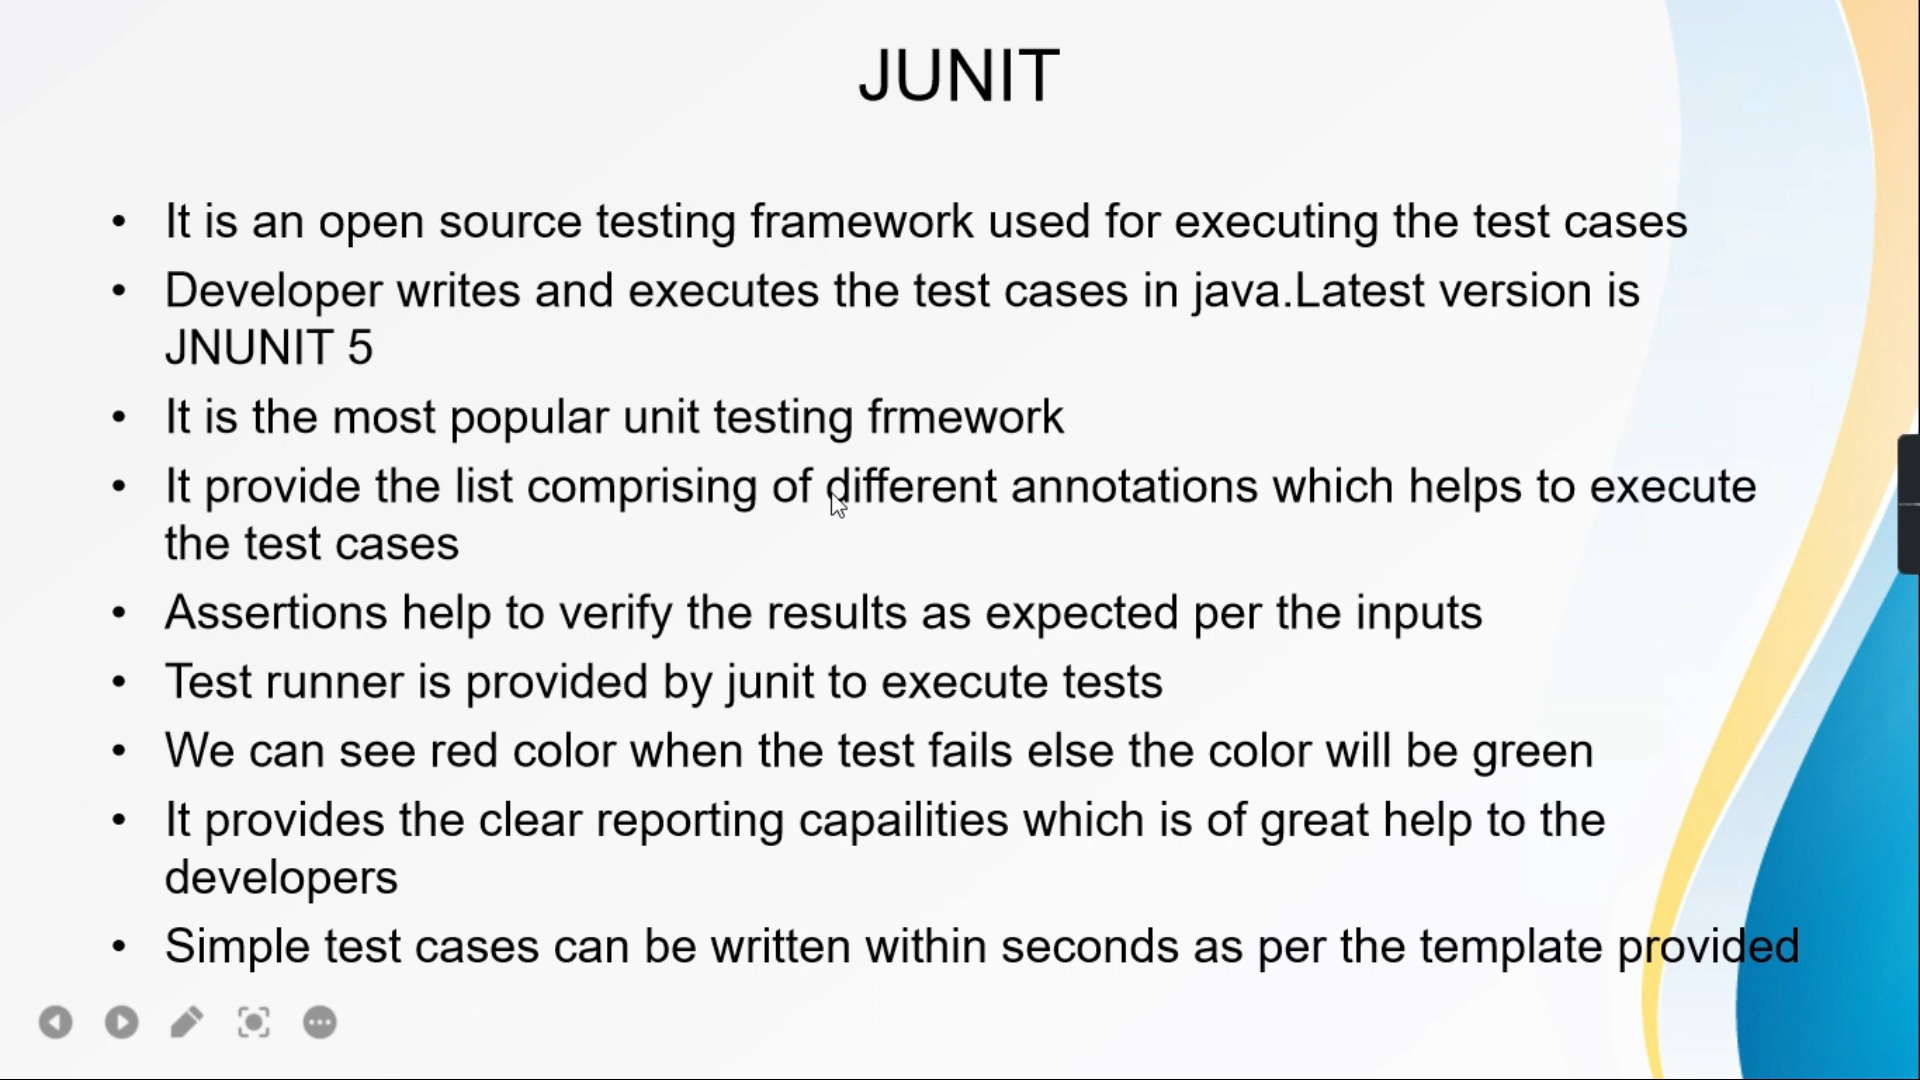 JUNIT
• It is an open source testing framework used for executing the test cases
• Developer writes and executes the test cases in java.Latest version is
JNUNIT 5
• It is the most popular unit testing frmework
• It provide the list comprising of different annotations which helps to execute
the test cases
• Assertions help to verify the results as expected per the inputs
• Test runner is provided by junit to execute tests
• We can see red color when the test fails else the color will be green
• It provides the clear reporting capailities which is of great help to the
developers
• Simple test cases can be written within seconds as per the template provided